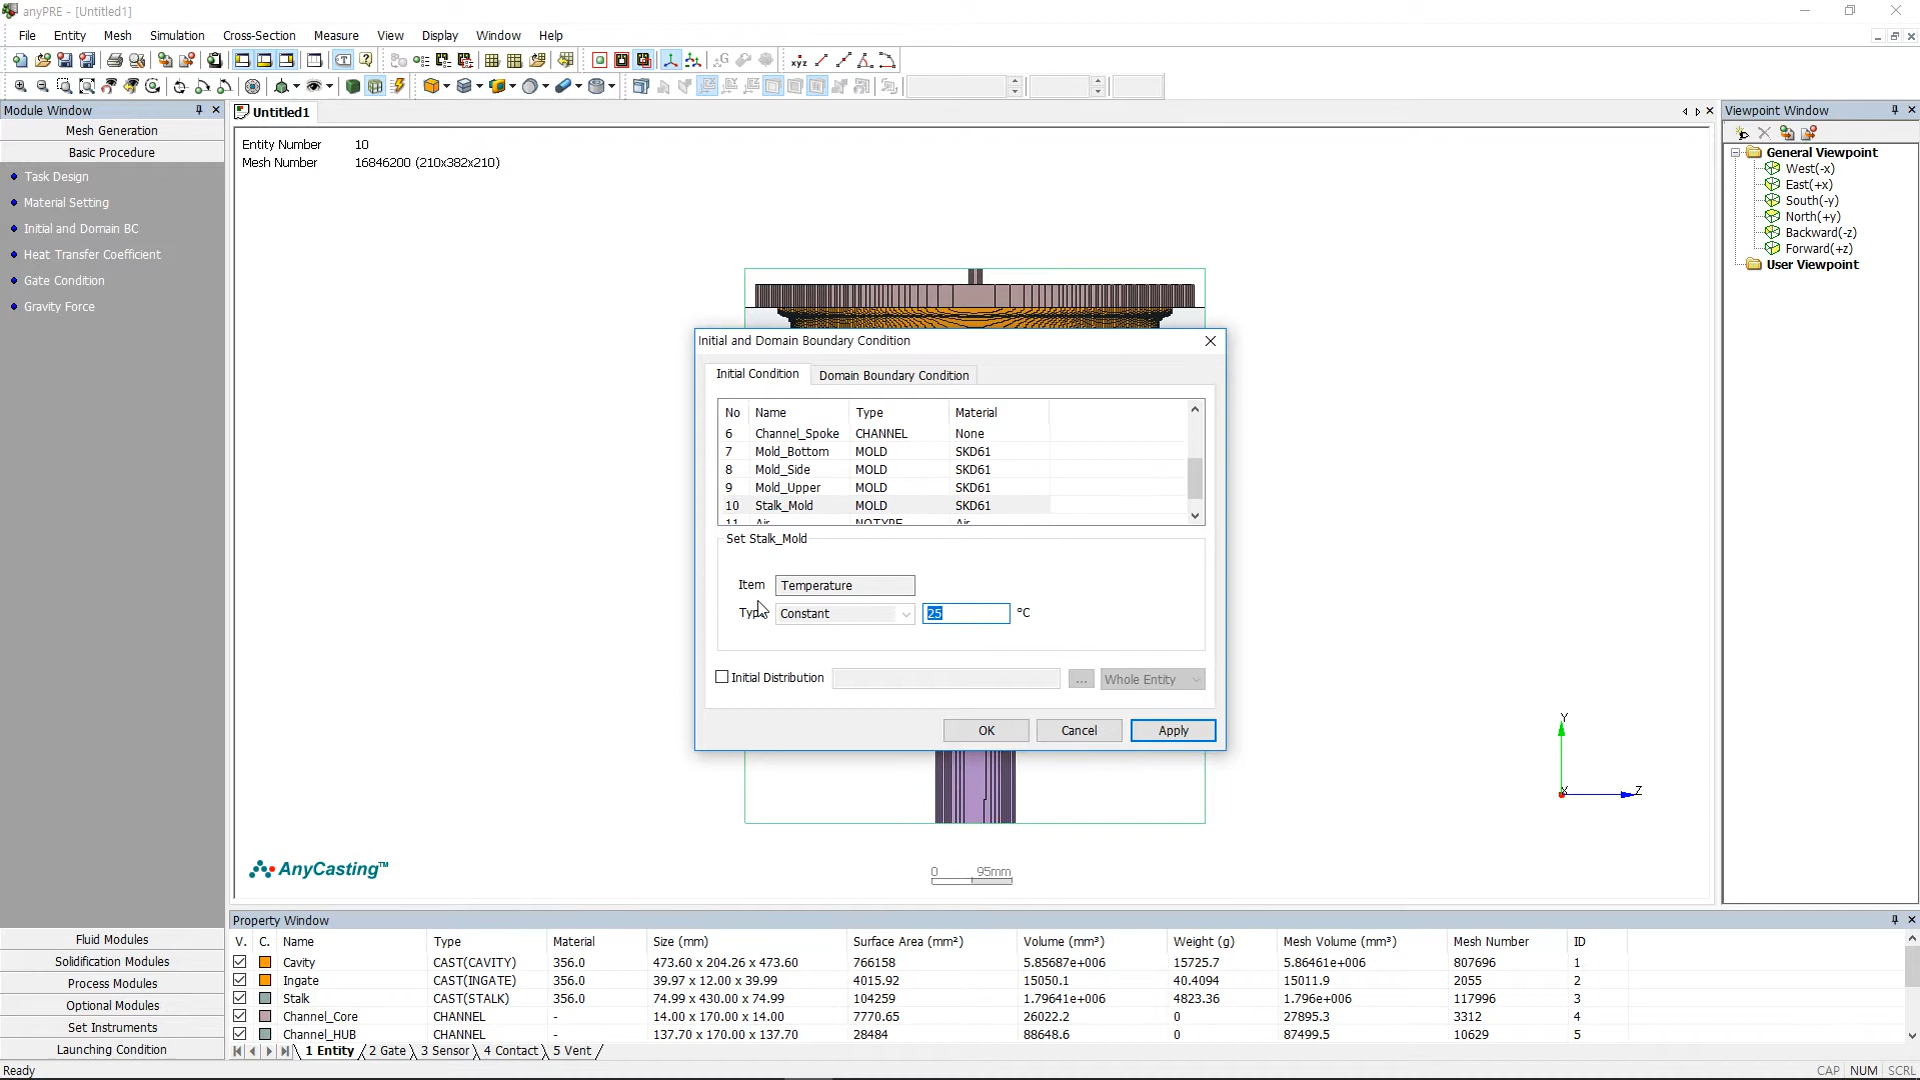 anyPRE - [Untitled1]
File Entity Mesh Simulation Cross-Section Measure View Display Window Help
Module Window
Mesh Generation
Basic Procedure
Task Design
Material Setting
Initial and Domain BC
Heat Transfer Coefficient
Gate Condition
Gravity Force
Fluid Modules
Solidification Modules
Process Modules
Optional Modules
Set Instruments
Launching Condition
Untitled1
Entity Number 10
Mesh Number 16846200 (210x382x210)
Initial and Domain Boundary Condition
Initial Condition Domain Boundary Condition
No Name Type Material
6 Channel_Spoke CHANNEL None
7 Mold_Bottom MOLD SKD61
8 Mold_Side MOLD SKD61
9 Mold_Upper MOLD SKD61
10 Stalk_Mold MOLD SKD61
11 Air NOTYPE Air
Set Stalk_Mold
Item Temperature
Type Constant 25 °C
Initial Distribution ... Whole Entity
OK Cancel Apply
Y
X Z
AnyCasting™
0 95mm
Viewpoint Window
General Viewpoint
West(-x)
East(+x)
South(-y)
North(+y)
Backward(-z)
Forward(+z)
User Viewpoint
Property Window
V. C. Name Type Material Size (mm) Surface Area (mm²) Volume (mm³) Weight (g) Mesh Volume (mm³) Mesh Number ID
Cavity CAST(CAVITY) 356.0 473.60 x 204.26 x 473.60 766158 5.85687e+006 15725.7 5.86461e+006 807696 1
Ingate CAST(INGATE) 356.0 39.97 x 12.00 x 39.99 4015.92 15050.1 40.4094 15011.9 2055 2
Stalk CAST(STALK) 356.0 74.99 x 430.00 x 74.99 104259 1.79641e+006 4823.36 1.796e+006 117996 3
Channel_Core CHANNEL - 14.00 x 170.00 x 14.00 7770.65 26022.2 0 27895.3 3312 4
Channel_HUB CHANNEL - 137.70 x 170.00 x 137.70 28484 88648.6 0 87499.5 10629 5
1 Entity 2 Gate 3 Sensor 4 Contact 5 Vent
Ready CAP NUM SCRL